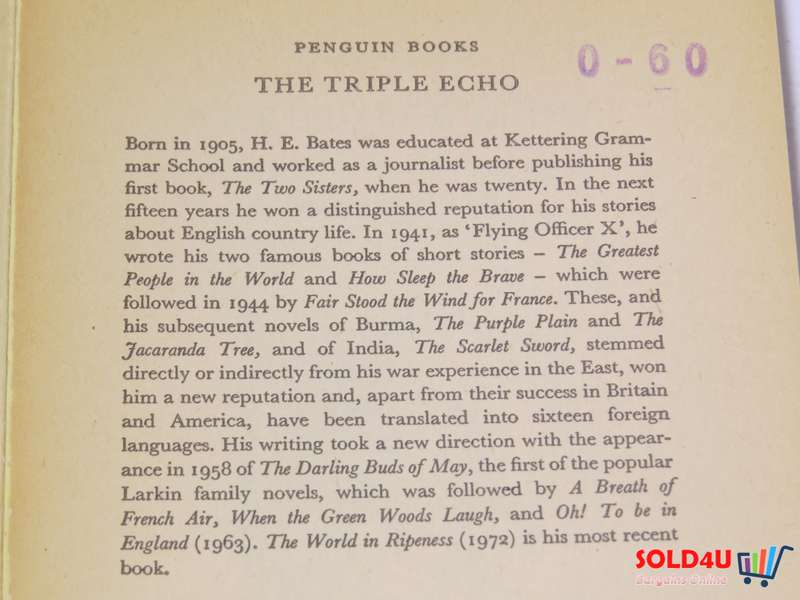 PENGUIN BOOKS
THE TRIPLE ECHO
0-60
Born in 1905, H. E. Bates was educated at Kettering Gram-
mar School and worked as a journalist before publishing his
first book, The Two Sisters, when he was twenty. In the next
fifteen years he won a distinguished reputation for his stories
about English country life. In 1941, as ‘Flying Officer X’, he
wrote his two famous books of short stories – The Greatest
People in the World and How Sleep the Brave – which were
followed in 1944 by Fair Stood the Wind for France. These, and
his subsequent novels of Burma, The Purple Plain and The
Jacaranda Tree, and of India, The Scarlet Sword, stemmed
directly or indirectly from his war experience in the East, won
him a new reputation and, apart from their success in Britain
and America, have been translated into sixteen foreign
languages. His writing took a new direction with the appear-
ance in 1958 of The Darling Buds of May, the first of the popular
Larkin family novels, which was followed by A Breath of
French Air, When the Green Woods Laugh, and Oh! To be in
England (1963). The World in Ripeness (1972) is his most recent
book.
SOLD4U
Bargains Online